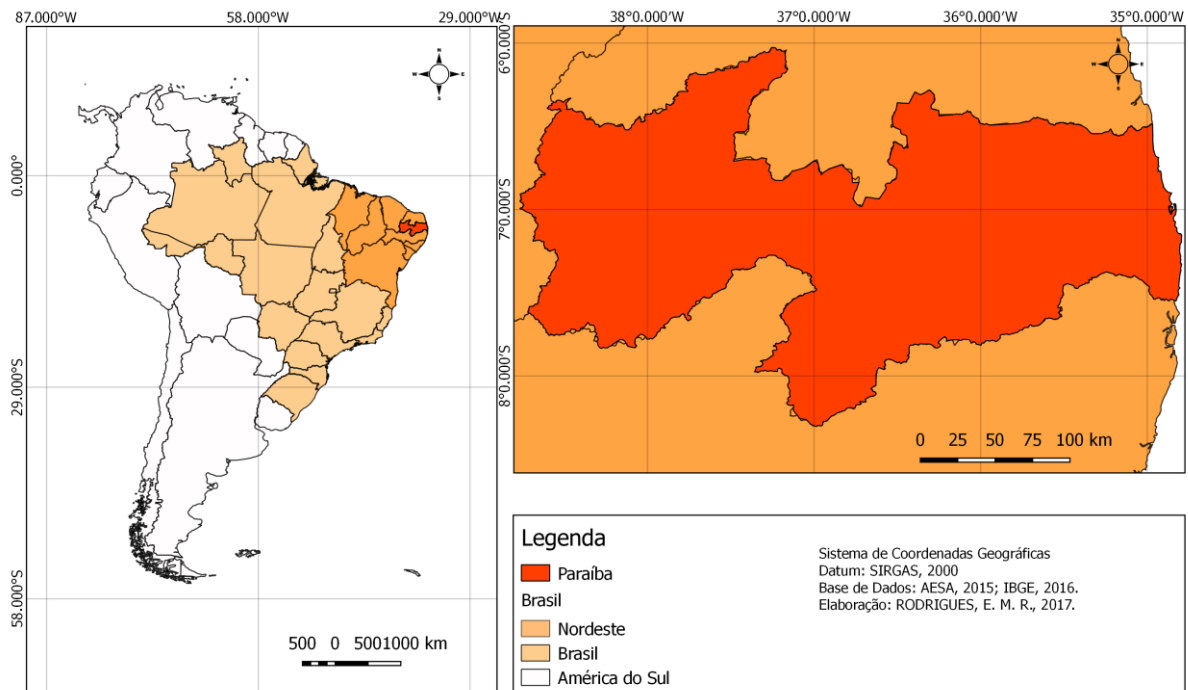 87.000°W 58.000°W 29.000°W
0.000°
29.000°S
58.000°S
N
W E
S
500 0 500 1000 km
38°0.000'W 37°0.000'W 36°0.000'W 35°0.000'W
6°0.000'
7°0.000'S
8°0.000'S
N
W E
S
0 25 50 75 100 km
Legenda
Paraíba
Brasil
Nordeste
Brasil
América do Sul
Sistema de Coordenadas Geográficas
Datum: SIRGAS, 2000
Base de Dados: AESA, 2015; IBGE, 2016.
Elaboração: RODRIGUES, E. M. R., 2017.